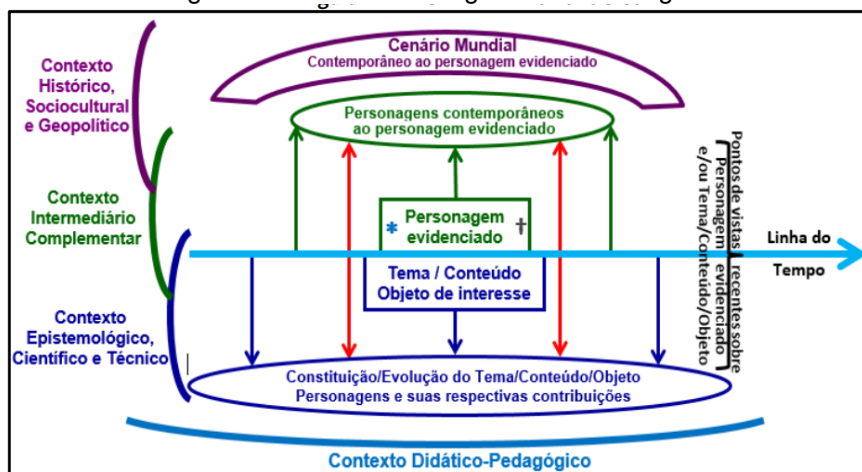 Cenário Mundial
Contemporâneo ao personagem evidenciado
Contexto
Histórico,
Sociocultural
e Geopolítico
Personagens contemporâneos
ao personagem evidenciado
Contexto
Intermediário
Complementar
* Personagem †
evidenciado
Linha do
Tempo
Tema / Conteúdo
Objeto de interesse
Pontos de vistas recentes sobre
Personagem evidenciado
e/ou Tema/Conteúdo/Objeto
Contexto
Epistemológico,
Científico e Técnico
Constituição/Evolução do Tema/Conteúdo/Objeto
Personagens e suas respectivas contribuições
Contexto Didático-Pedagógico